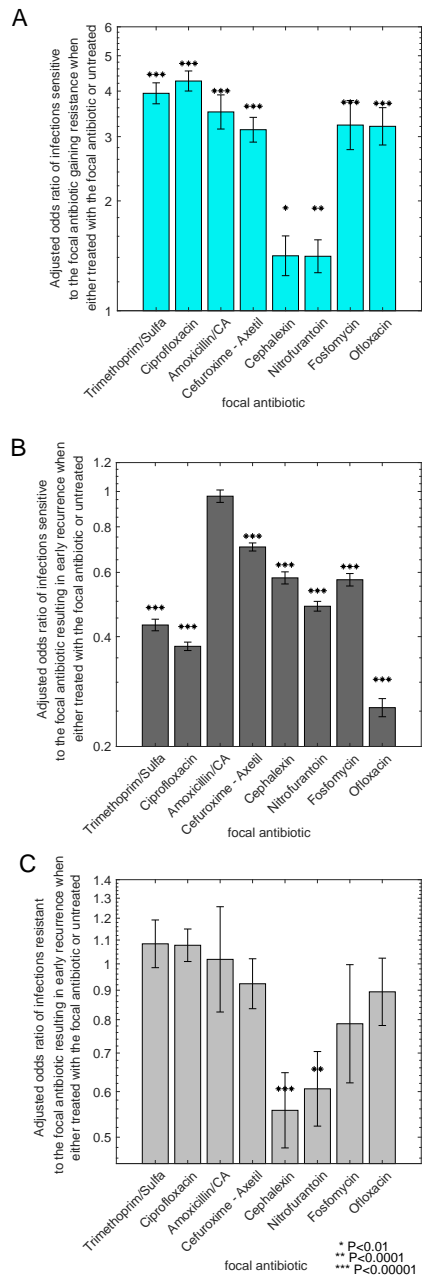 A
Adjusted odds ratio of infections sensitive
to the focal antibiotic gaining resistance when
either treated with the focal antibiotic or untreated
6
5
4
3
2
1
*** *** *** *** * ** *** ***
Trimethoprim/Sulfa
Ciprofloxacin
Amoxicillin/CA
Cefuroxime - Axetil
Cephalexin
Nitrofurantoin
Fosfomycin
Ofloxacin
focal antibiotic
B
Adjusted odds ratio of infections sensitive
to the focal antibiotic resulting in early recurrence when
either treated with the focal antibiotic or untreated
1.2
1
0.8
0.6
0.4
0.2
*** *** *** *** *** *** ***
Trimethoprim/Sulfa
Ciprofloxacin
Amoxicillin/CA
Cefuroxime - Axetil
Cephalexin
Nitrofurantoin
Fosfomycin
Ofloxacin
focal antibiotic
C
Adjusted odds ratio of infections resistant
to the focal antibiotic resulting in early recurrence when
either treated with the focal antibiotic or untreated
1.4
1.3
1.2
1.1
1
0.9
0.8
0.7
0.6
0.5
*** **
Trimethoprim/Sulfa
Ciprofloxacin
Amoxicillin/CA
Cefuroxime - Axetil
Cephalexin
Nitrofurantoin
Fosfomycin
Ofloxacin
focal antibiotic
* P<0.01
** P<0.0001
*** P<0.00001